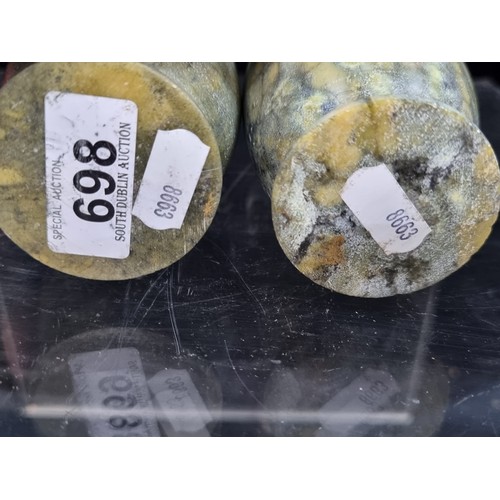 SPECIAL AUCTION
698
SOUTH DUBLIN AUCTION
8663
8663